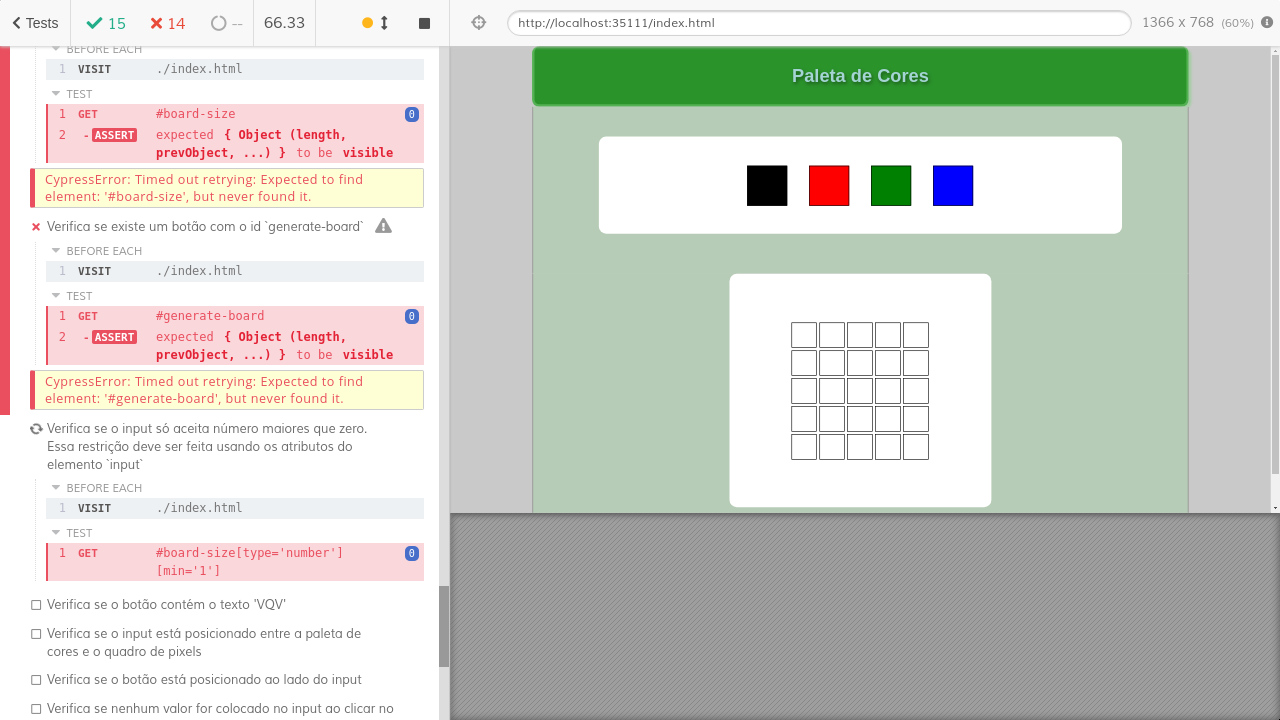 Tests 15 14 -- 66.33
BEFORE EACH
1 VISIT ./index.html
TEST
1 GET #board-size 0
2 -ASSERT expected { Object (length,
prevObject, ...) } to be visible
CypressError: Timed out retrying: Expected to find
element: '#board-size', but never found it.
Verifica se existe um botão com o id `generate-board`
BEFORE EACH
1 VISIT ./index.html
TEST
1 GET #generate-board 0
2 -ASSERT expected { Object (length,
prevObject, ...) } to be visible
CypressError: Timed out retrying: Expected to find
element: '#generate-board', but never found it.
Verifica se o input só aceita número maiores que zero.
Essa restrição deve ser feita usando os atributos do
elemento `input`
BEFORE EACH
1 VISIT ./index.html
TEST
1 GET #board-size[type='number'] 0
[min='1']
Verifica se o botão contém o texto 'VQV'
Verifica se o input está posicionado entre a paleta de
cores e o quadro de pixels
Verifica se o botão está posicionado ao lado do input
Verifica se nenhum valor for colocado no input ao clicar no
http://localhost:35111/index.html 1366 x 768 (60%)
Paleta de Cores